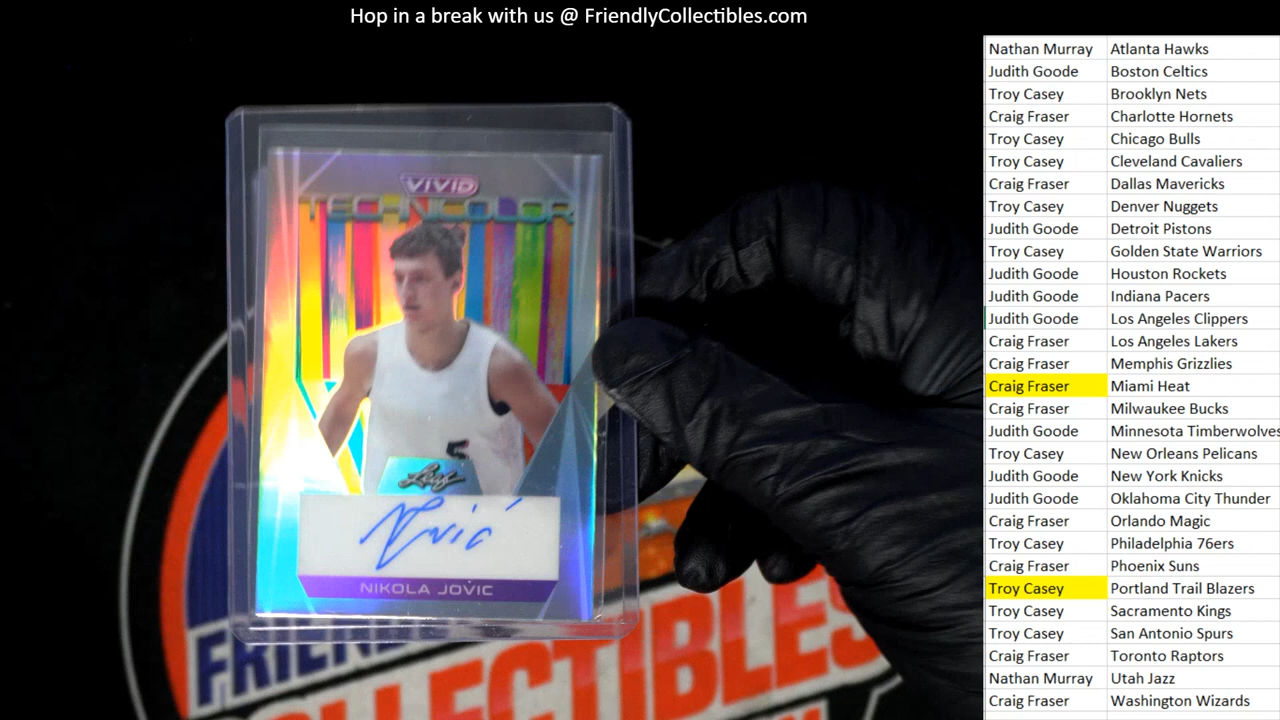 Hop in a break with us @ FriendlyCollectibles.com
VIVID
TECHNICOLOR
5
Leaf
Jović
NIKOLA JOVIC
COLLECTIBLES
Nathan Murray Atlanta Hawks
Judith Goode Boston Celtics
Troy Casey Brooklyn Nets
Craig Fraser Charlotte Hornets
Troy Casey Chicago Bulls
Troy Casey Cleveland Cavaliers
Craig Fraser Dallas Mavericks
Troy Casey Denver Nuggets
Judith Goode Detroit Pistons
Troy Casey Golden State Warriors
Judith Goode Houston Rockets
Judith Goode Indiana Pacers
Judith Goode Los Angeles Clippers
Craig Fraser Los Angeles Lakers
Craig Fraser Memphis Grizzlies
Craig Fraser Miami Heat
Craig Fraser Milwaukee Bucks
Judith Goode Minnesota Timberwolves
Troy Casey New Orleans Pelicans
Judith Goode New York Knicks
Judith Goode Oklahoma City Thunder
Craig Fraser Orlando Magic
Troy Casey Philadelphia 76ers
Craig Fraser Phoenix Suns
Troy Casey Portland Trail Blazers
Troy Casey Sacramento Kings
Troy Casey San Antonio Spurs
Craig Fraser Toronto Raptors
Nathan Murray Utah Jazz
Craig Fraser Washington Wizards